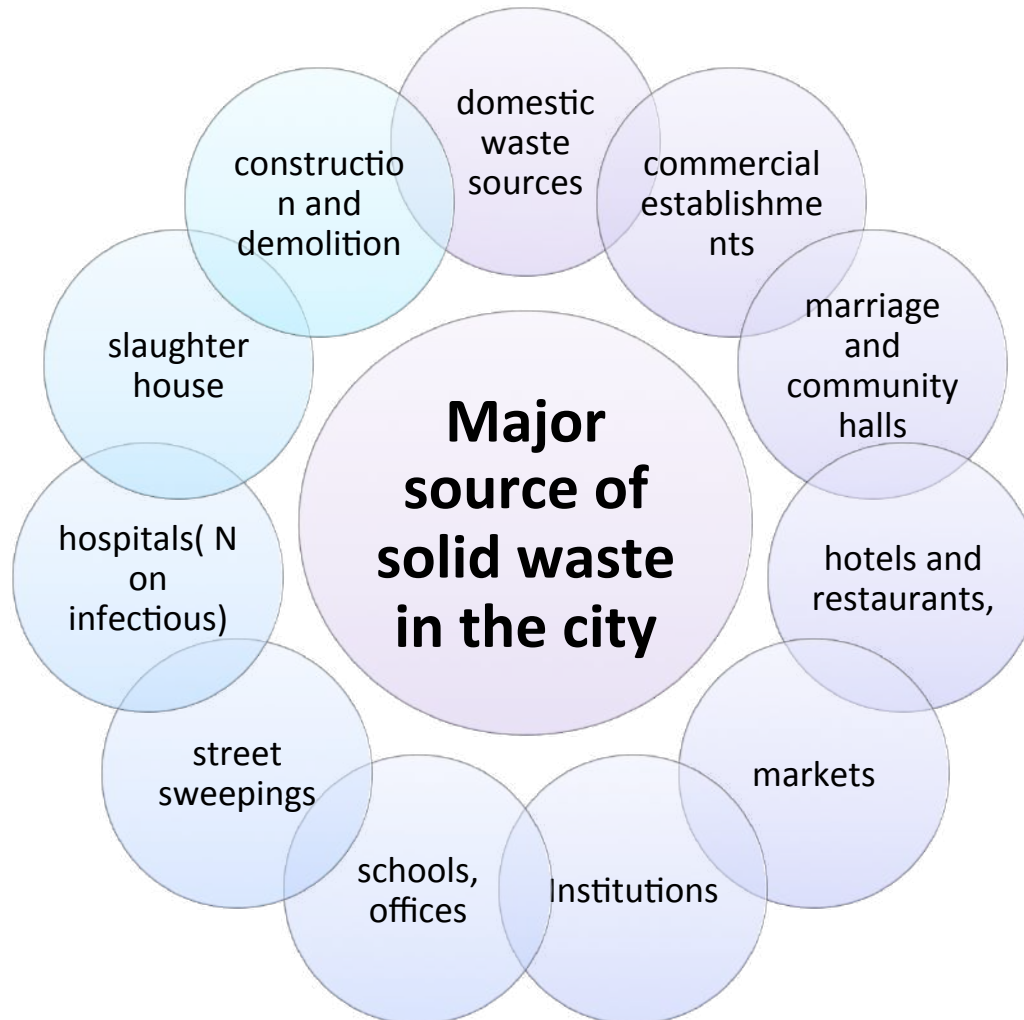 domestic
waste
sources
commercial
establishme
nts
marriage
and
community
halls
hotels and
restaurants,
markets
Institutions
schools,
offices
street
sweepings
hospitals( N
on
infectious)
slaughter
house
constructio
n and
demolition
Major
source of
solid waste
in the city